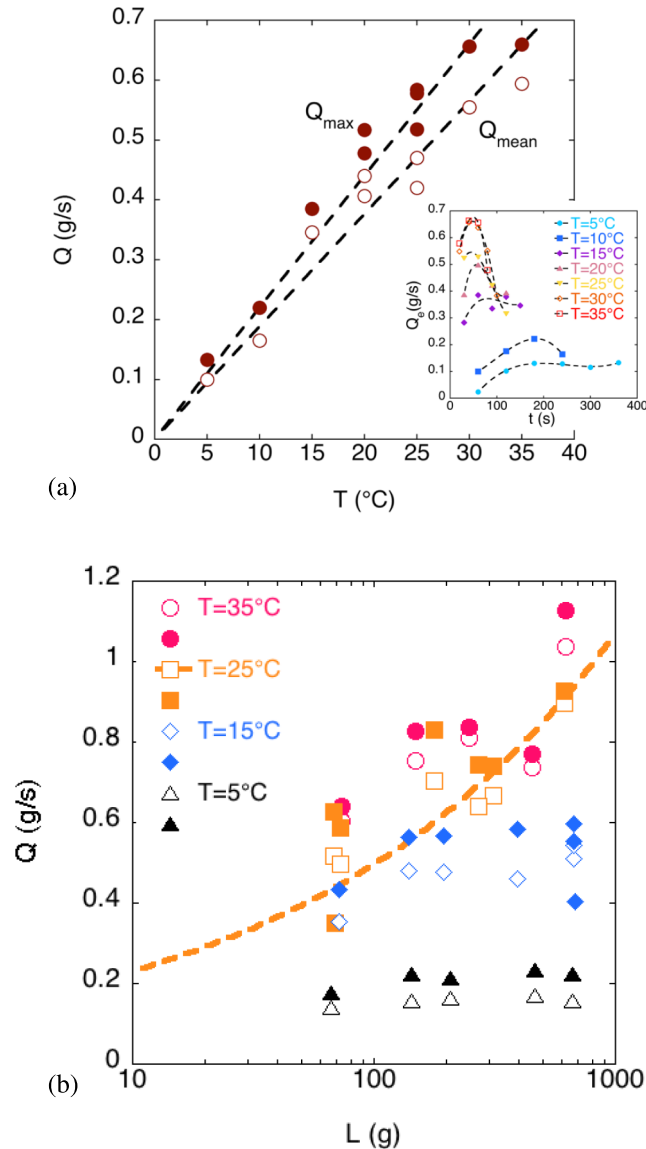 0.7
0.6
0.5
0.4
0.3
0.2
0.1
0
Q (g/s)
Q_max
Q_mean
0.7
0.6
0.5
0.4
0.3
0.2
0.1
0
Q_e(g/s)
T=5°C
T=10°C
T=15°C
T=20°C
T=25°C
T=30°C
T=35°C
0 100 200 300 400
t (s)
0 5 10 15 20 25 30 35 40
T (°C)
(a)
1.2
1
0.8
0.6
0.4
0.2
0
Q (g/s)
T=35°C
T=25°C
T=15°C
T=5°C
10 100 1000
L (g)
(b)